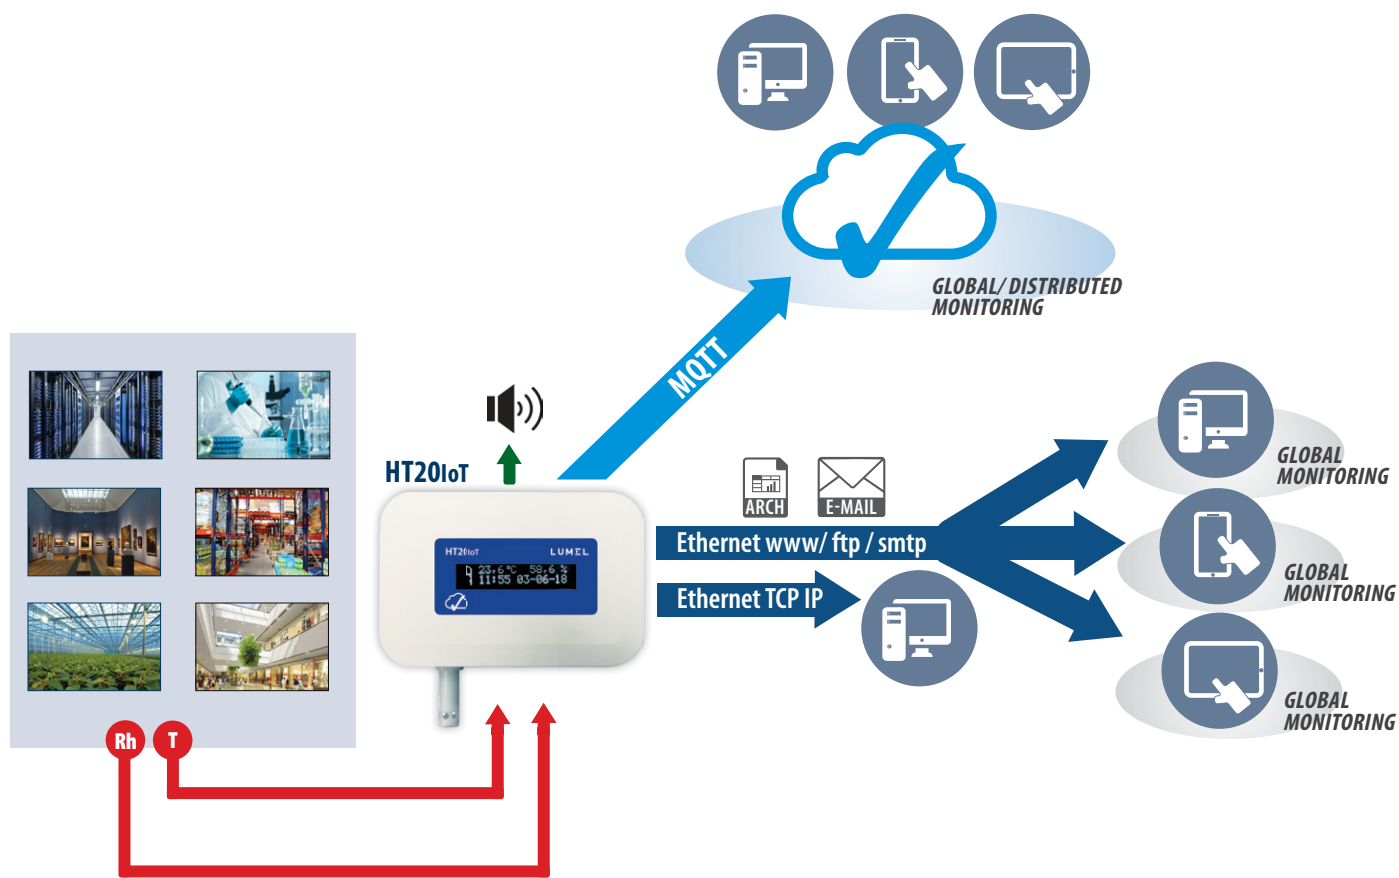 GLOBAL/ DISTRIBUTED
MONITORING
MQTT
HT20IoT
HT20IoT
LUMEL
23,6°C 58,6 %
11:55 03-06-18
ARCH
E-MAIL
Ethernet www/ ftp / smtp
Ethernet TCP IP
GLOBAL
MONITORING
GLOBAL
MONITORING
GLOBAL
MONITORING
Rh
T